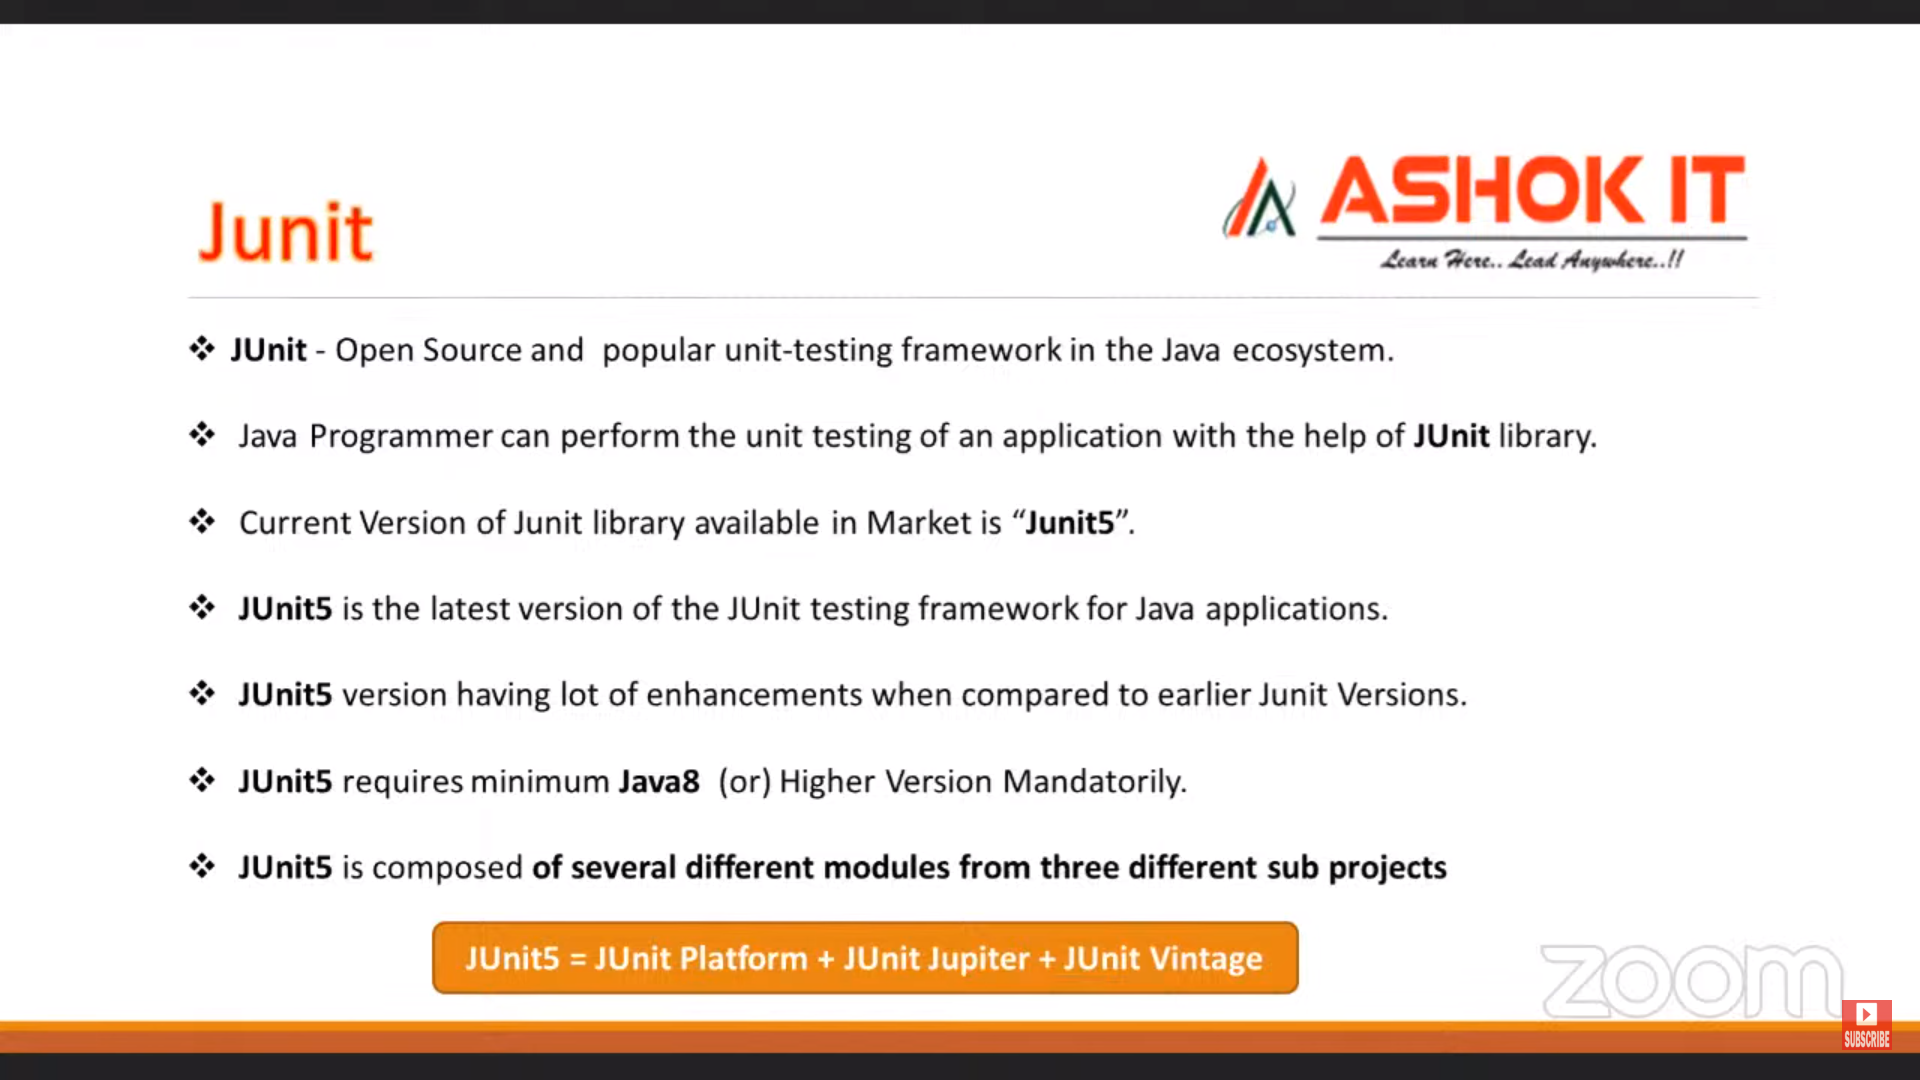 ASHOK IT
Learn Here.. Lead Anywhere..!!
Junit
❖ JUnit - Open Source and popular unit-testing framework in the Java ecosystem.
❖ Java Programmer can perform the unit testing of an application with the help of JUnit library.
❖ Current Version of Junit library available in Market is “Junit5”.
❖ JUnit5 is the latest version of the JUnit testing framework for Java applications.
❖ JUnit5 version having lot of enhancements when compared to earlier Junit Versions.
❖ JUnit5 requires minimum Java8 (or) Higher Version Mandatorily.
❖ JUnit5 is composed of several different modules from three different sub projects
JUnit5 = JUnit Platform + JUnit Jupiter + JUnit Vintage
zoom
SUBSCRIBE